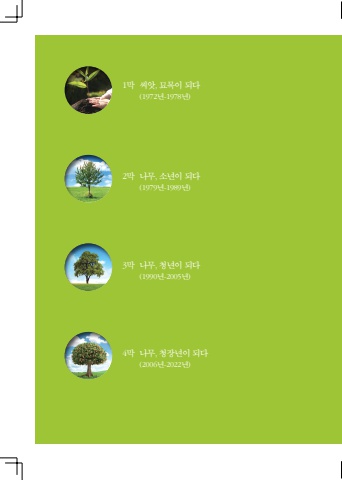 1막 씨앗, 묘목이 되다
(1972년-1978년)
2막 나무, 소년이 되다
(1979년-1989년)
3막 나무, 청년이 되다
(1990년-2005년)
4막 나무, 청장년이 되다
(2006년-2022년)